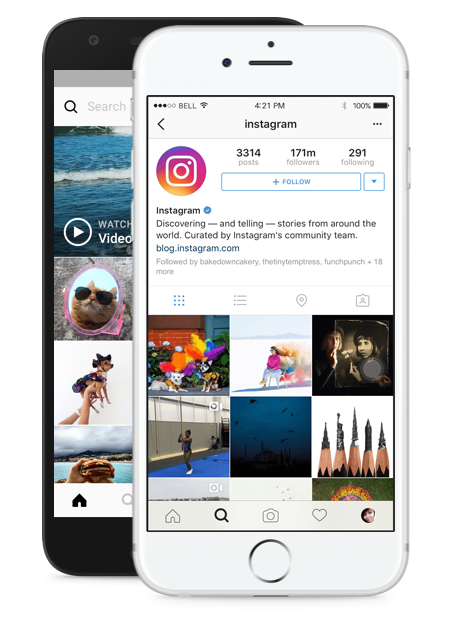 Search
WATCH
Video
BELL 4:21 PM 100%
instagram
3314 171m 291
posts followers following
+ FOLLOW
Instagram
Discovering — and telling — stories from around the
world. Curated by Instagram's community team.
blog.instagram.com
Followed by bakedowncakery, thetinytemptress, funchpunch + 18
more